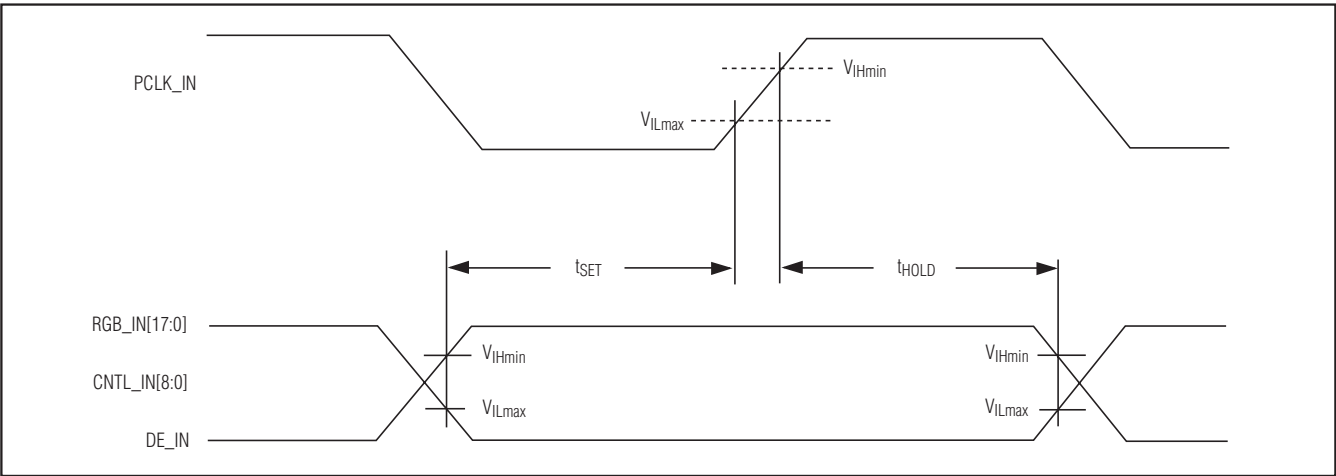 PCLK_IN
VIHmin
VILmax
tSET
tHOLD
RGB_IN[17:0]
CNTL_IN[8:0]
DE_IN
VIHmin
VILmax
VIHmin
VILmax